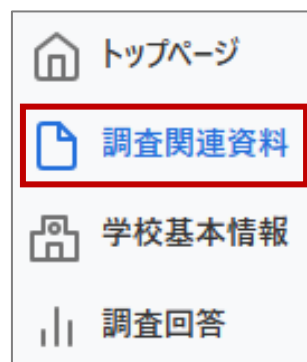 トップページ
調査関連資料
学校基本情報
調査回答